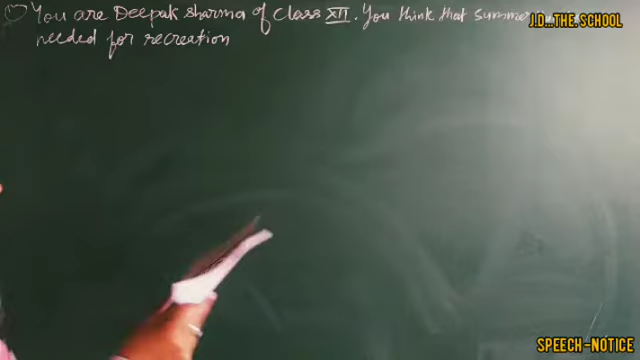 You are Deepak sharma of Class XII. You think that summer
needed for recreation
J.D...THE. SCHOOL
SPEECH-NOTICE